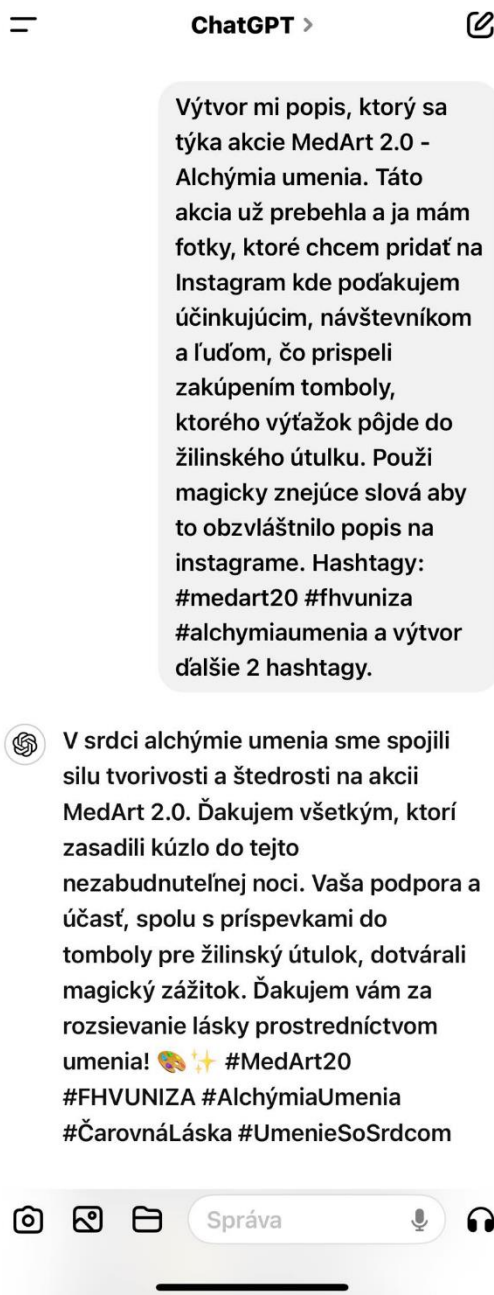 ChatGPT >
Výtvor mi popis, ktorý sa
týka akcie MedArt 2.0 -
Alchýmia umenia. Táto
akcia už prebehla a ja mám
fotky, ktoré chcem pridať na
Instagram kde poďakujem
účinkujúcim, návštevníkom
a ľuďom, čo prispeli
zakúpením tomboly,
ktorého výťažok pôjde do
žilinského útulku. Použi
magicky znejúce slová aby
to obzvláštnilo popis na
instagrame. Hashtagy:
#medart20 #fhvuniza
#alchymiaumenia a výtvor
ďalšie 2 hashtagy.
V srdci alchýmie umenia sme spojili
silu tvorivosti a štedrosti na akcii
MedArt 2.0. Ďakujem všetkým, ktorí
zasadili kúzlo do tejto
nezabudnuteľnej noci. Vaša podpora a
účasť, spolu s príspevkami do
tomboly pre žilinský útulok, dotvárali
magický zážitok. Ďakujem vám za
rozsievanie lásky prostredníctvom
umenia! 🎨✨ #MedArt20
#FHVUNIZA #AlchýmiaUmenia
#ČarovnáLáska #UmenieSoSrdcom
Správa